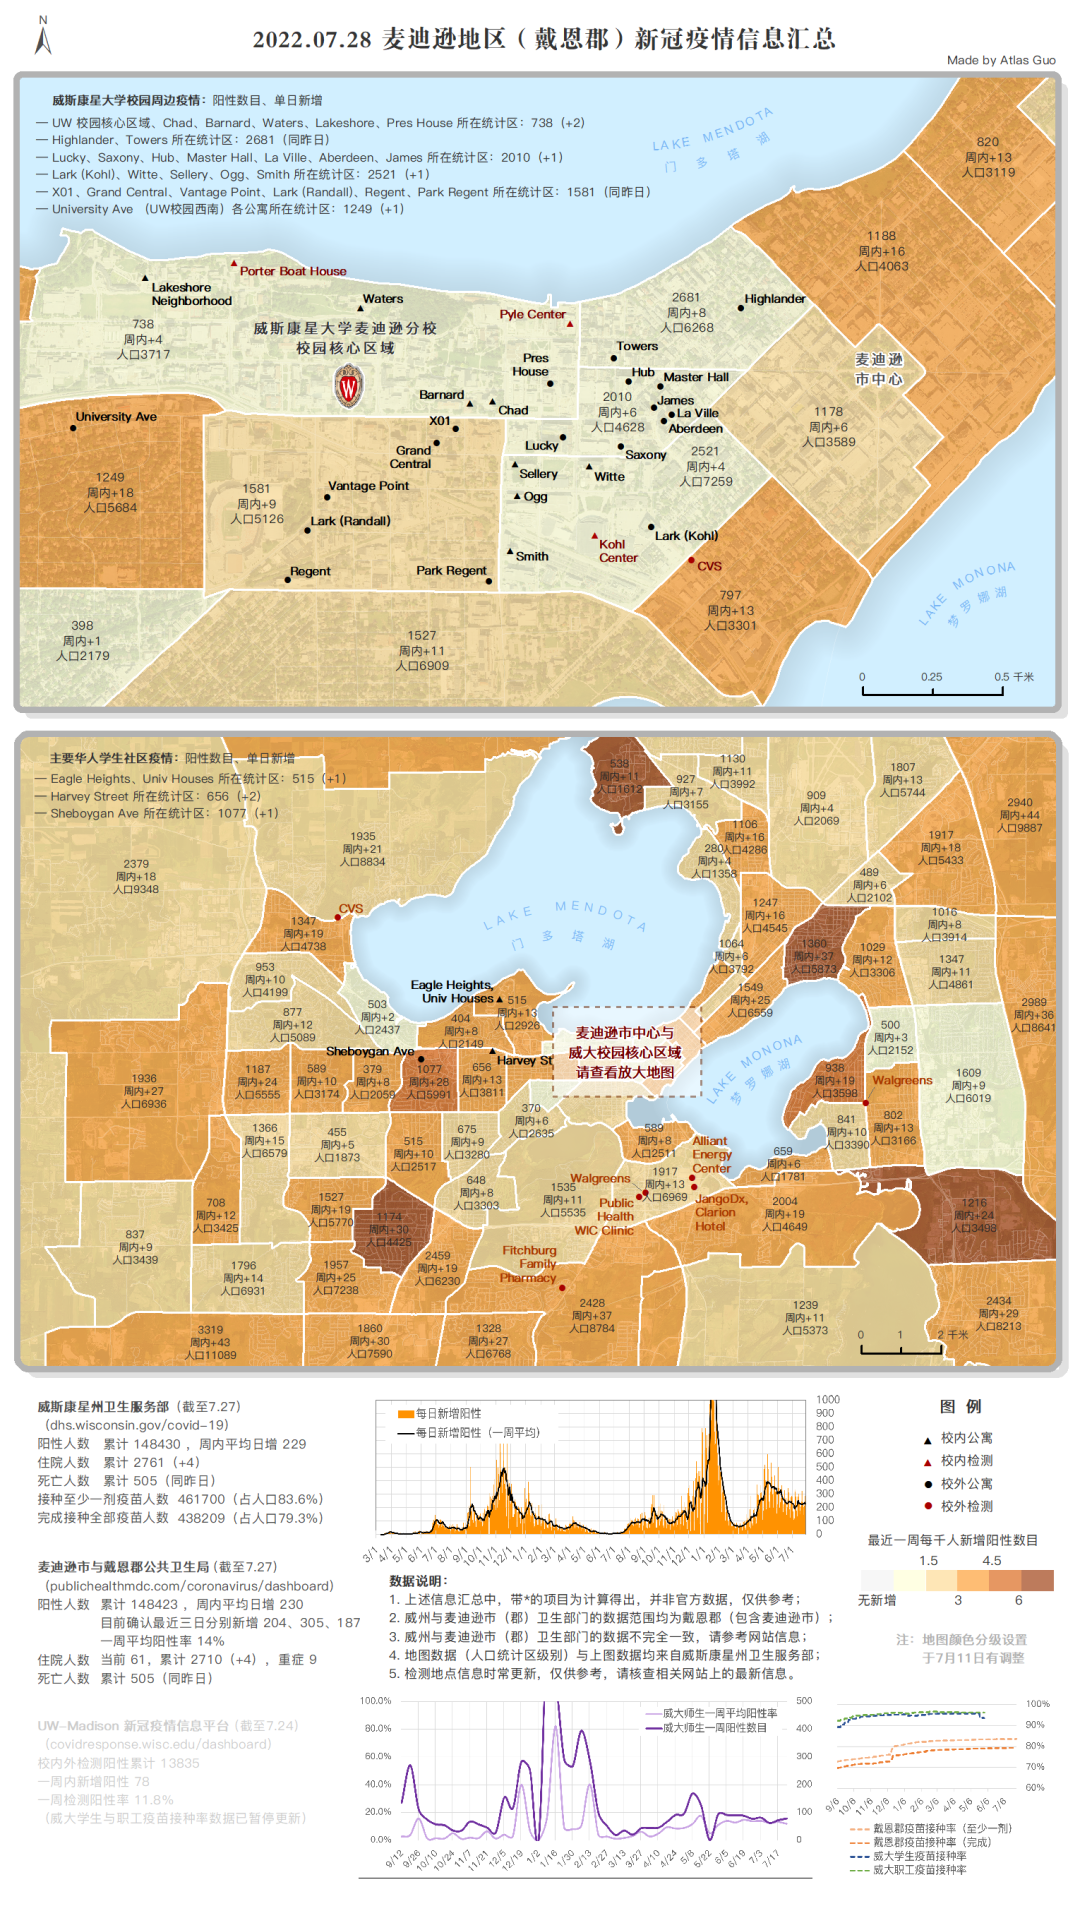 N
2022.07.28 麦迪逊地区（戴恩郡）新冠疫情信息汇总
Made by Atlas Guo
威斯康星大学校园周边疫情：阳性数目、单日新增
— UW 校园核心区域、Chad、Barnard、Waters、Lakeshore、Pres House 所在统计区：738（+2）
— Highlander、Towers 所在统计区：2681（同昨日）
— Lucky、Saxony、Hub、Master Hall、La Ville、Aberdeen、James 所在统计区：2010（+1）
— Lark (Kohl)、Witte、Sellery、Ogg、Smith 所在统计区：2521（+1）
— X01、Grand Central、Vantage Point、Lark (Randall)、Regent、Park Regent 所在统计区：1581（同昨日）
— University Ave （UW校园西南）各公寓所在统计区：1249（+1）
LAKE MENDOTA
门多塔湖
820
周内+13
人口3119
1188
周内+16
人口4063
Porter Boat House
Lakeshore
Neighborhood
738
周内+4
人口3717
Waters
威斯康星大学麦迪逊分校
校园核心区域
W
Pyle Center
2681
周内+8
人口6268
Highlander
Towers
Pres
House
Hub
Master Hall
麦迪逊
市中心
2010
周内+6
人口4628
James
La Ville
Aberdeen
1178
周内+6
人口3589
Barnard
Chad
X01
University Ave
Grand
Central
Lucky
Saxony
2521
周内+4
人口7259
1249
周内+18
人口5684
1581
周内+9
人口5126
Vantage Point
Sellery
Witte
Ogg
Lark (Randall)
Lark (Kohl)
Kohl
Center
Smith
CVS
Regent
Park Regent
797
周内+13
人口3301
LAKE MONONA
梦罗娜湖
398
周内+1
人口2179
1527
周内+11
人口6909
0 0.25 0.5 千米
主要华人学生社区疫情：阳性数目、单日新增
— Eagle Heights、Univ Houses 所在统计区：515（+1）
— Harvey Street 所在统计区：656（+2）
— Sheboygan Ave 所在统计区：1077（+1）
538
周内+11
人口1612
927
周内+7
人口3155
1130
周内+11
人口3992
909
周内+4
人口2069
1807
周内+13
人口5744
2940
周内+44
人口9887
2379
周内+18
人口9348
1935
周内+21
人口8834
1106
周内+16
人口4286
280
周内+4
人口1358
1917
周内+18
人口5433
489
周内+6
人口2102
CVS
1347
周内+19
人口4738
LAKE MENDOTA
门多塔湖
1247
周内+16
人口4545
1016
周内+8
人口3914
1064
周内+6
人口3792
1360
周内+37
人口5873
1029
周内+12
人口3306
1347
周内+11
人口4861
953
周内+10
人口4199
Eagle Heights,
Univ Houses
515
周内+13
人口2926
1549
周内+25
人口6559
2989
周内+36
人口8641
877
周内+12
人口5089
503
周内+2
人口2437
404
周内+8
人口2149
麦迪逊市中心与
威大校园核心区域
请查看放大地图
500
周内+3
人口2152
Sheboygan Ave
Harvey St
LAKE MONONA
梦罗娜湖
1936
周内+27
人口6936
1187
周内+24
人口5555
589
周内+10
人口3174
379
周内+8
人口2058
1077
周内+28
人口5991
656
周内+13
人口3811
938
周内+19
人口3598
Walgreens
1609
周内+9
人口6019
370
周内+6
人口2635
841
周内+10
人口3390
802
周内+13
人口3166
1366
周内+15
人口6579
455
周内+5
人口1873
515
周内+10
人口2517
675
周内+9
人口3280
589
周内+8
人口2511
Alliant
Energy
Center
659
周内+6
人口1781
1917
周内+13
人口6969
Walgreens
648
周内+8
人口3303
1535
周内+11
人口5535
Public
Health
WIC Clinic
JangoDx,
Clarion
Hotel
2004
周内+19
人口4649
1216
周内+24
人口3498
708
周内+12
人口3425
1527
周内+19
人口5770
1174
周内+30
人口4425
837
周内+9
人口3439
Fitchburg
Family
Pharmacy
1796
周内+14
人口6931
1957
周内+25
人口7238
2459
周内+19
人口6230
2428
周内+37
人口8784
1239
周内+11
人口5373
2434
周内+29
人口8213
3319
周内+43
人口11089
1860
周内+30
人口7590
1328
周内+27
人口6768
0 1 2 千米
威斯康星州卫生服务部（截至7.27）
（dhs.wisconsin.gov/covid-19）
阳性人数 累计 148430 ，周内平均日增 229
住院人数 累计 2761（+4）
死亡人数 累计 505（同昨日）
接种至少一剂疫苗人数 461700（占人口83.6%）
完成接种全部疫苗人数 438209（占人口79.3%）
麦迪逊市与戴恩郡公共卫生局（截至7.27）
（publichealthmdc.com/coronavirus/dashboard）
阳性人数 累计 148423 ，周内平均日增 230
目前确认最近三日分别新增 204、305、187
一周平均阳性率 14%
住院人数 当前 61，累计 2710（+4），重症 9
死亡人数 累计 505（同昨日）
UW-Madison 新冠疫情信息平台（截至7.24）
（covidresponse.wisc.edu/dashboard）
校内外检测阳性累计 13835
一周内新增阳性 78
一周检测阳性率 11.8%
（威大学生与职工疫苗接种率数据已暂停更新）
每日新增阳性
每日新增阳性（一周平均）
1000
900
800
700
600
500
400
300
200
100
0
3/1 4/1 5/1 6/1 7/1 8/1 9/1 10/1 11/1 12/1 1/1 2/1 3/1 4/1 5/1 6/1 7/1 8/1 9/1 10/1 11/1 12/1 1/1 2/1 3/1 4/1 5/1 6/1 7/1
数据说明：
1. 上述信息汇总中，带*的项目为计算得出，并非官方数据，仅供参考；
2. 威州与麦迪逊市（郡）卫生部门的数据范围均为戴恩郡（包含麦迪逊市）；
3. 威州与麦迪逊市（郡）卫生部门的数据不完全一致，请参考网站信息；
4. 地图数据（人口统计区级别）与上图数据均来自威斯康星州卫生服务部；
5. 检测地点信息时常更新，仅供参考，请核查相关网站上的最新信息。
图 例
校内公寓
校内检测
校外公寓
校外检测
最近一周每千人新增阳性数目
1.5 4.5
无新增 3 6
注：地图颜色分级设置
于7月11日有调整
威大师生一周平均阳性率
威大师生一周阳性数目
100.0%
80.0%
60.0%
40.0%
20.0%
0.0%
500
400
300
200
100
0
9/12 9/26 10/10 10/24 11/7 11/21 12/5 12/19 1/2 1/16 1/30 2/13 2/27 3/13 3/27 4/10 4/24 5/8 5/22 6/5 6/19 7/3 7/17
100%
90%
80%
70%
60%
9/6 10/6 11/6 12/6 1/6 2/6 3/6 4/6 5/6 6/6 7/6
戴恩郡疫苗接种率（至少一剂）
戴恩郡疫苗接种率（完成）
威大学生疫苗接种率
威大职工疫苗接种率